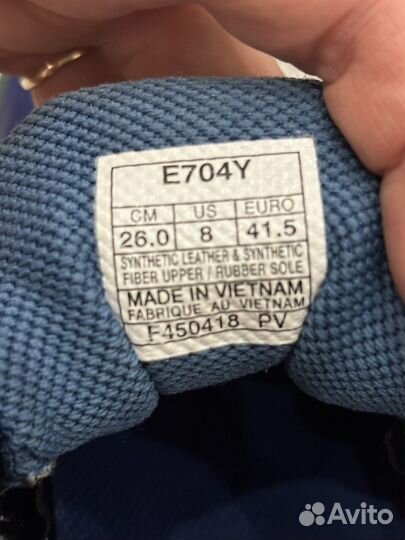 E704Y
CM US EURO
26.0 8 41.5
SYNTHETIC LEATHER & SYNTHETIC
FIBER UPPER / RUBBER SOLE
MADE IN VIETNAM
FABRIQUE AU VIETNAM
F450418 PV
Avito